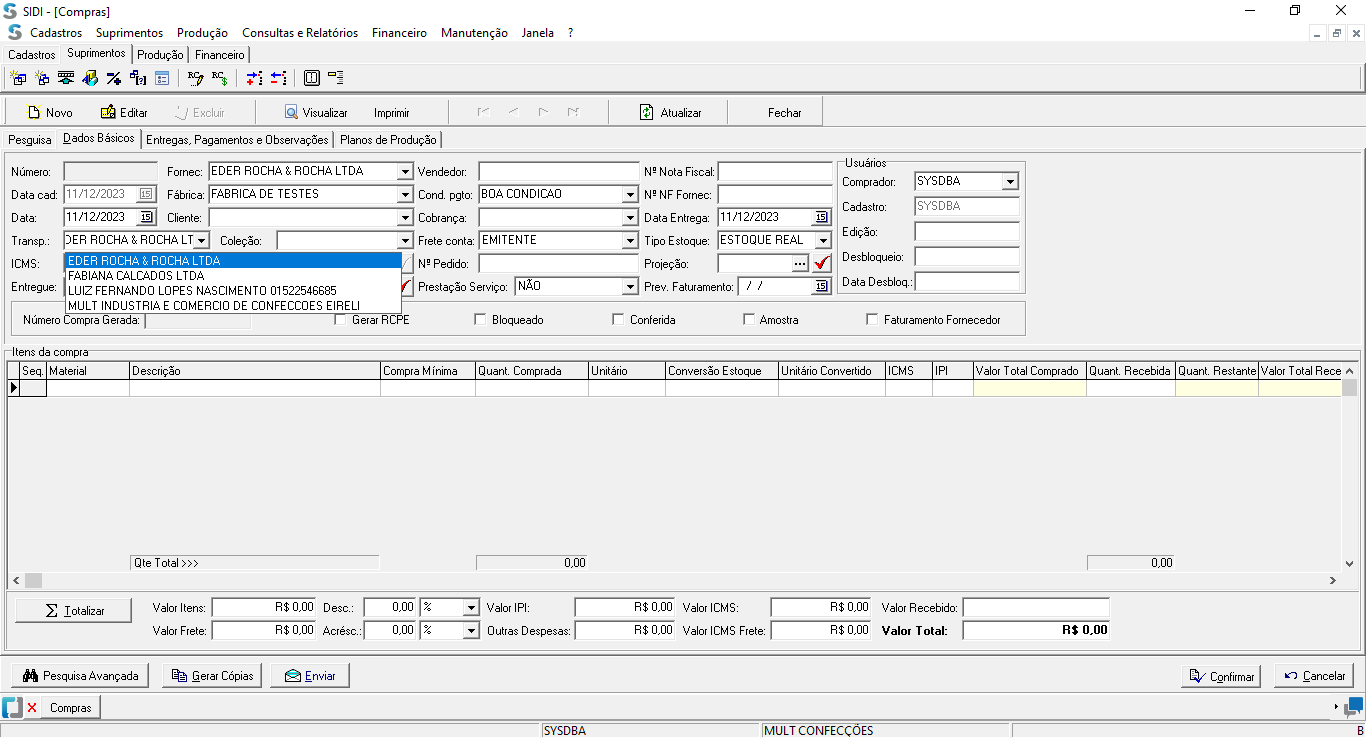 SIDI - [Compras]
Cadastros Suprimentos Produção Consultas e Relatórios Financeiro Manutenção Janela ?
Cadastros Suprimentos Produção Financeiro
Novo Editar Excluir Visualizar Imprimir Atualizar Fechar
Pesquisa Dados Básicos Entregas, Pagamentos e Observações Planos de Produção
Número: Fornec: EDER ROCHA & ROCHA LTDA Vendedor: Nº Nota Fiscal: Usuários
Data cad: 11/12/2023 15 Fábrica: FABRICA DE TESTES Cond. pgto: BOA CONDICAO Nº NF Fornec: Comprador: SYSDBA
Data: 11/12/2023 15 Cliente: Cobrança: Data Entrega: 11/12/2023 15 Cadastro: SYSDBA
Transp.: DER ROCHA & ROCHA LT Coleção: Frete conta: EMITENTE Tipo Estoque: ESTOQUE REAL Edição:
ICMS: Nº Pedido: Projeção: ... Desbloqueio:
Entregue: Prestação Serviço: NÃO Prev. Faturamento: / / 15 Data Desbloq.:
EDER ROCHA & ROCHA LTDA
FABIANA CALCADOS LTDA
LUIZ FERNANDO LOPES NASCIMENTO 01522546685
MULT INDUSTRIA E COMERCIO DE CONFECCOES EIRELI
Número Compra Gerada: Gerar RCPE Bloqueado Conferida Amostra Faturamento Fornecedor
Itens da compra
Seq. Material Descrição Compra Mínima Quant. Comprada Unitário Conversão Estoque Unitário Convertido ICMS IPI Valor Total Comprado Quant. Recebida Quant. Restante Valor Total Rece
Qte Total >>> 0,00 0,00
Totalizar Valor Itens: R$ 0,00 Desc.: 0,00 % Valor IPI: R$ 0,00 Valor ICMS: R$ 0,00 Valor Recebido:
Valor Frete: R$ 0,00 Acrésc.: 0,00 % Outras Despesas: R$ 0,00 Valor ICMS Frete: R$ 0,00 Valor Total: R$ 0,00
Pesquisa Avançada Gerar Cópias Enviar Confirmar Cancelar
Compras
SYSDBA MULT CONFECÇÕES B